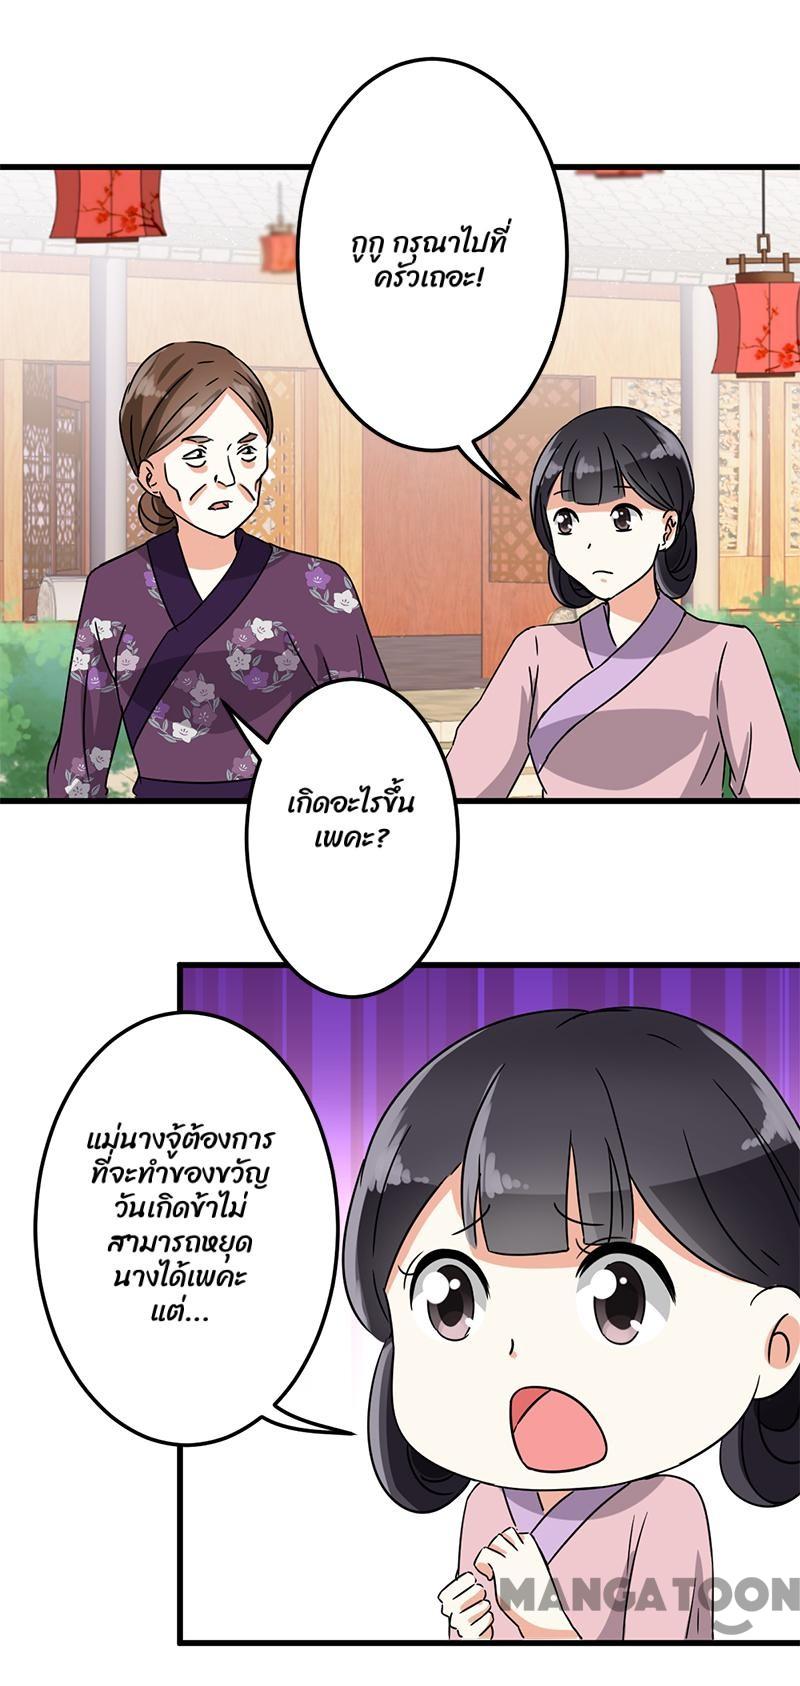 กูกู กรุณาไปที่
ครัวเถอะ!
เกิดอะไรขึ้น
เพคะ?
แม่นางจู้ต้องการ
ที่จะทำของขวัญ
วันเกิดข้าไม่
สามารถหยุด
นางได้เพคะ
แต่...
MANGATOON